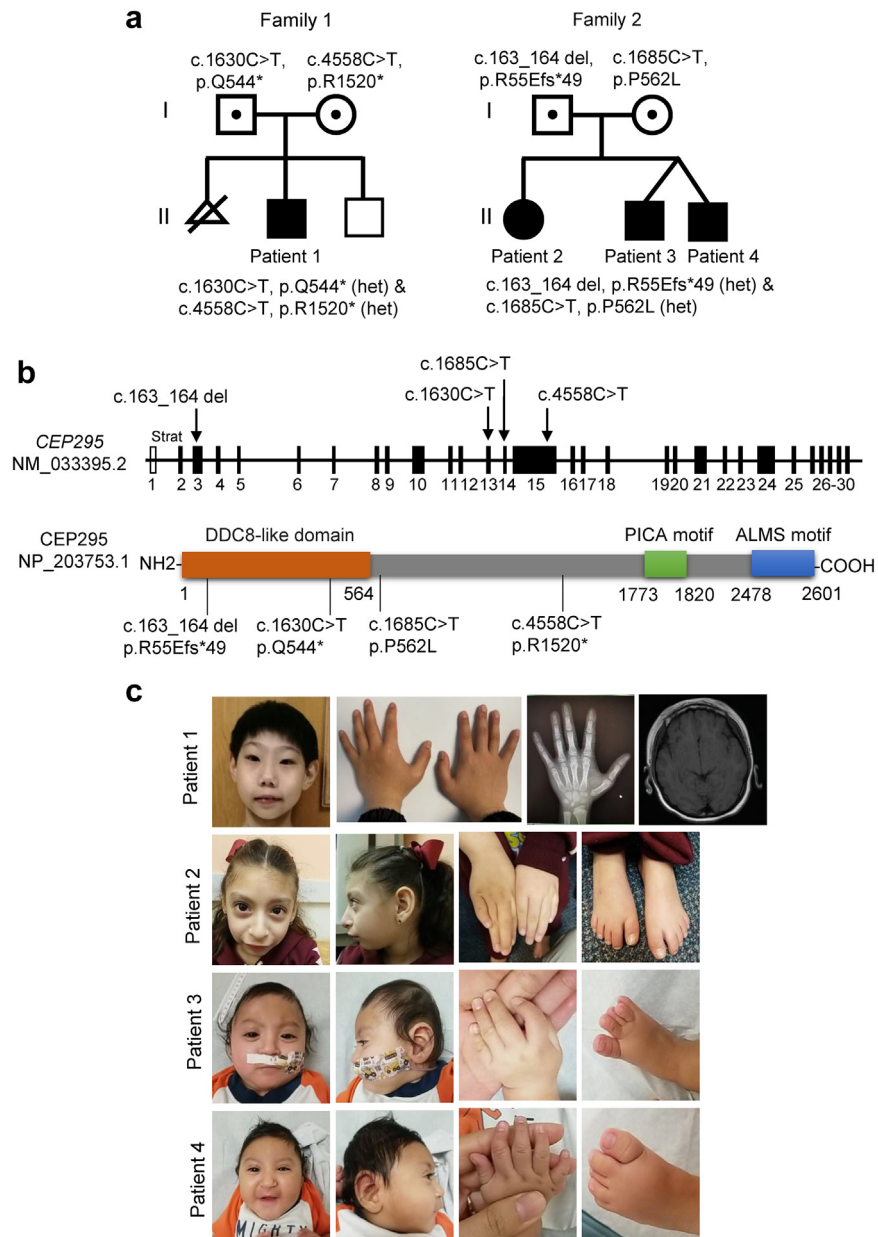 a
Family 1
Family 2
c.1630C>T,
p.Q544*
c.4558C>T,
p.R1520*
c.163_164 del,
p.R55Efs*49
c.1685C>T,
p.P562L
I
I
II
II
Patient 1
Patient 2
Patient 3
Patient 4
c.1630C>T, p.Q544* (het) &
c.4558C>T, p.R1520* (het)
c.163_164 del, p.R55Efs*49 (het) &
c.1685C>T, p.P562L (het)
b
c.1685C>T
c.163_164 del
c.1630C>T
c.4558C>T
CEP295
NM_033395.2
Strat
1 2 3 4 5 6 7 8 9 10 11 12 13 14 15 16 17 18 19 20 21 22 23 24 25 26-30
CEP295
NP_203753.1
DDC8-like domain
PICA motif
ALMS motif
NH2-
-COOH
1
564
1773
1820
2478
2601
c.163_164 del
p.R55Efs*49
c.1630C>T
p.Q544*
c.1685C>T
p.P562L
c.4558C>T
p.R1520*
c
Patient 1
Patient 2
Patient 3
Patient 4
MIGHTY